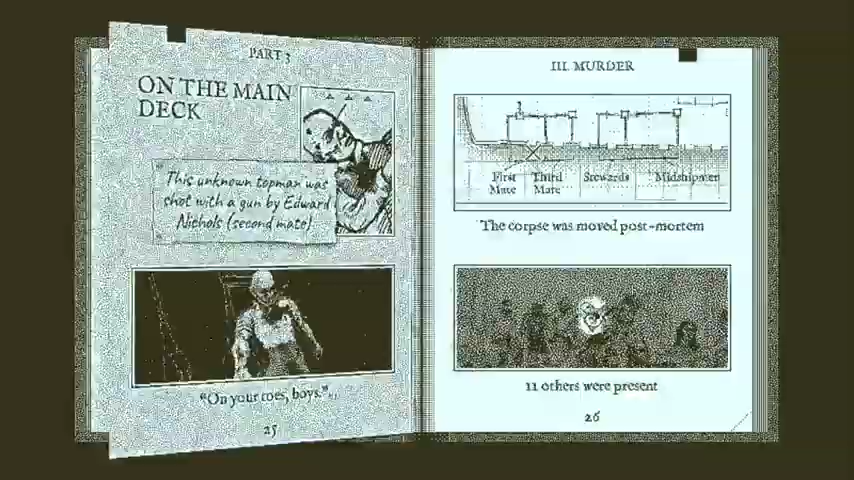 PART 3
ON THE MAIN
DECK
This unknown topman was
shot with a gun by Edward
Nichols (second mate)
"On your toes, boys."
25
III. MURDER
First Mate
Third Mate
Stewards
Midshipmen
The corpse was moved post-mortem
11 others were present
26